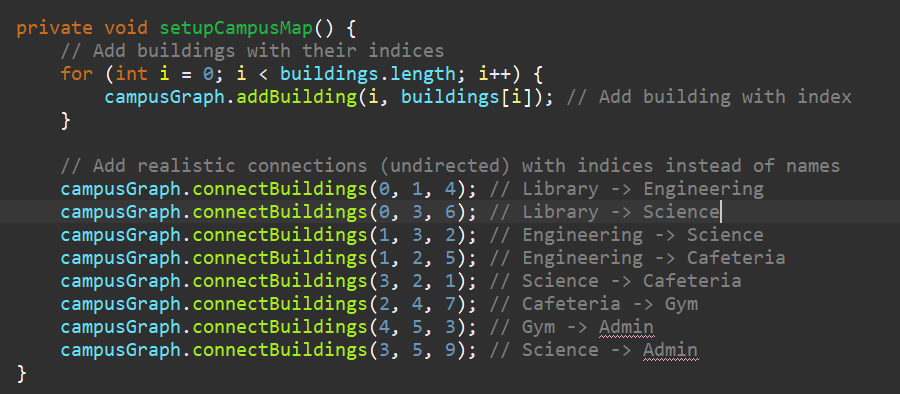 private void setupCampusMap() {
    // Add buildings with their indices
    for (int i = 0; i < buildings.length; i++) {
        campusGraph.addBuilding(i, buildings[i]); // Add building with index
    }

    // Add realistic connections (undirected) with indices instead of names
    campusGraph.connectBuildings(0, 1, 4); // Library -> Engineering
    campusGraph.connectBuildings(0, 3, 6); // Library -> Science
    campusGraph.connectBuildings(1, 3, 2); // Engineering -> Science
    campusGraph.connectBuildings(1, 2, 5); // Engineering -> Cafeteria
    campusGraph.connectBuildings(3, 2, 1); // Science -> Cafeteria
    campusGraph.connectBuildings(2, 4, 7); // Cafeteria -> Gym
    campusGraph.connectBuildings(4, 5, 3); // Gym -> Admin
    campusGraph.connectBuildings(3, 5, 9); // Science -> Admin
}